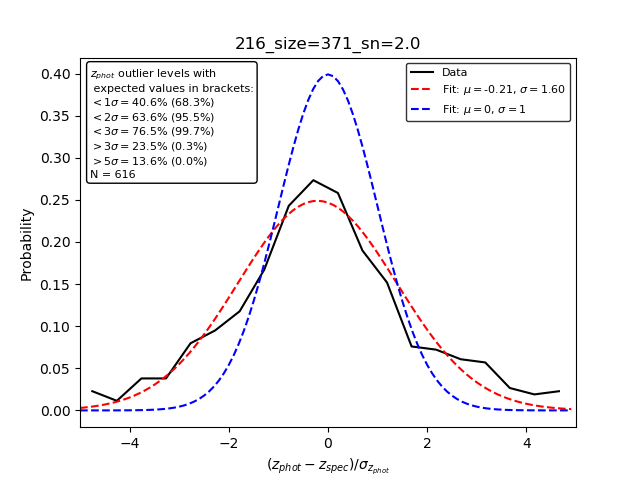 216_size=371_sn=2.0
z_phot outlier levels with
expected values in brackets:
< 1σ = 40.6% (68.3%)
< 2σ = 63.6% (95.5%)
< 3σ = 76.5% (99.7%)
> 3σ = 23.5% (0.3%)
> 5σ = 13.6% (0.0%)
N = 616
Data
Fit: μ = -0.21, σ = 1.60
Fit: μ = 0, σ = 1
Probability
0.40
0.35
0.30
0.25
0.20
0.15
0.10
0.05
0.00
−4 −2 0 2 4
(z_phot − z_spec)/σ_z_phot